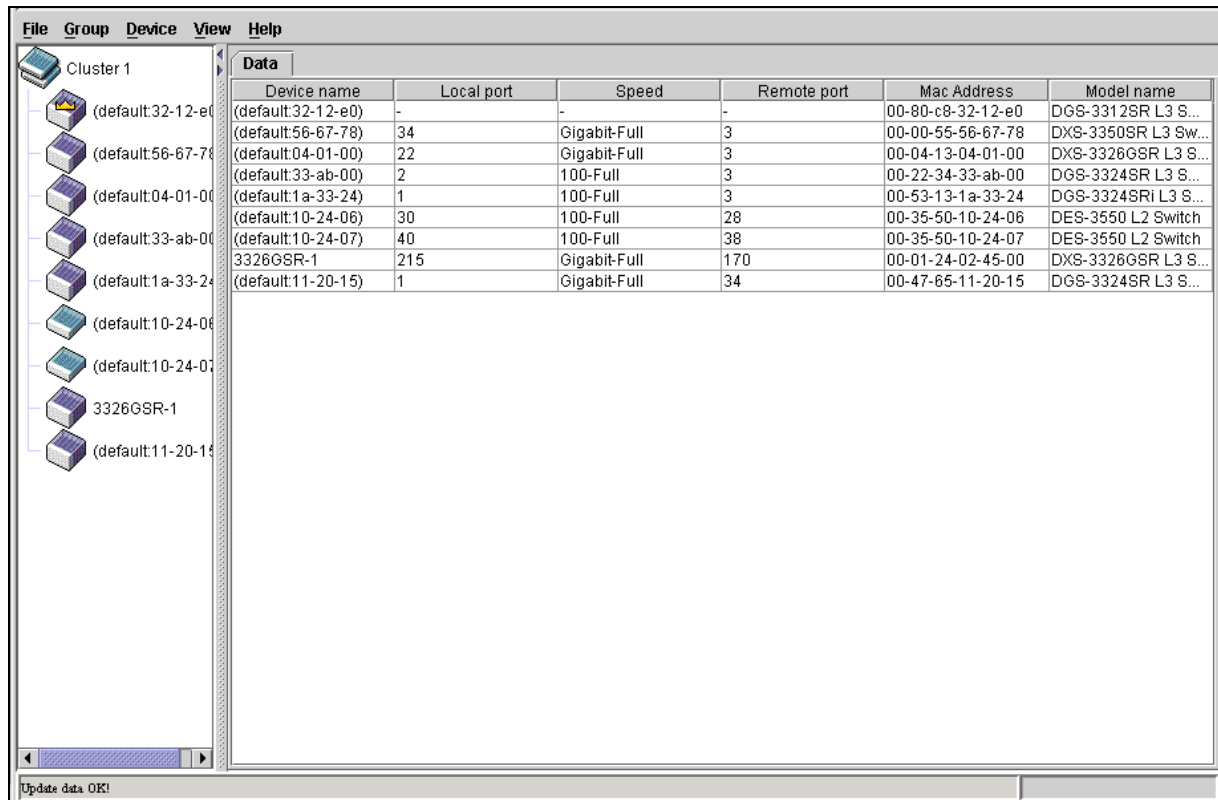 File Group Device View Help
Cluster 1
(default:32-12-e0
(default:56-67-78
(default:04-01-00
(default:33-ab-00
(default:1a-33-24
(default:10-24-06
(default:10-24-07
3326GSR-1
(default:11-20-15
Data
Device name Local port Speed Remote port Mac Address Model name
(default:32-12-e0) - - - 00-80-c8-32-12-e0 DGS-3312SR L3 S...
(default:56-67-78) 34 Gigabit-Full 3 00-00-55-56-67-78 DXS-3350SR L3 Sw...
(default:04-01-00) 22 Gigabit-Full 3 00-04-13-04-01-00 DXS-3326GSR L3 S...
(default:33-ab-00) 2 100-Full 3 00-22-34-33-ab-00 DGS-3324SR L3 S...
(default:1a-33-24) 1 100-Full 3 00-53-13-1a-33-24 DGS-3324SRi L3 S...
(default:10-24-06) 30 100-Full 28 00-35-50-10-24-06 DES-3550 L2 Switch
(default:10-24-07) 40 100-Full 38 00-35-50-10-24-07 DES-3550 L2 Switch
3326GSR-1 215 Gigabit-Full 170 00-01-24-02-45-00 DXS-3326GSR L3 S...
(default:11-20-15) 1 Gigabit-Full 34 00-47-65-11-20-15 DGS-3324SR L3 S...
Update data OK!